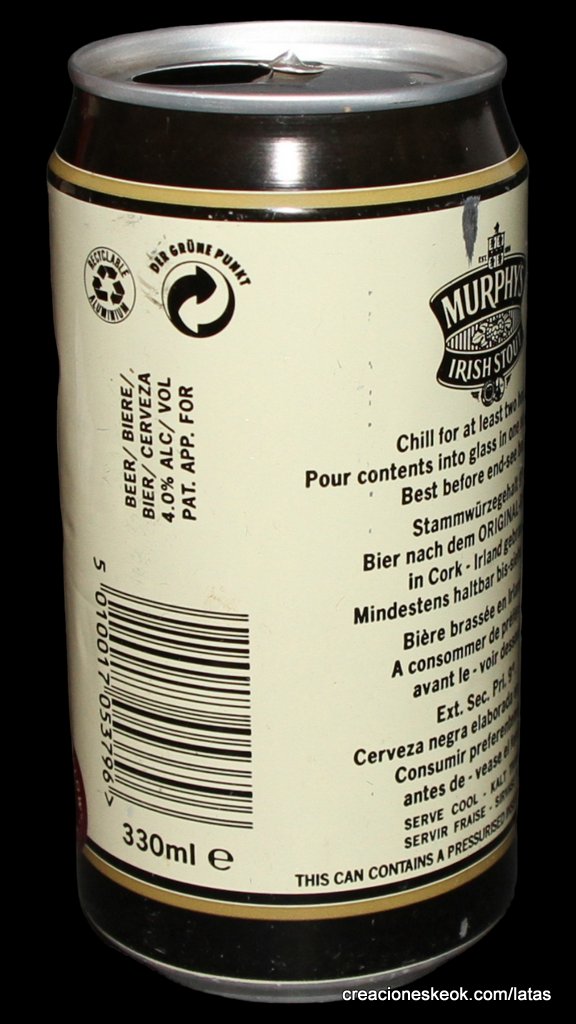 RECYCLABLE
ALUMINIUM
DER GRÜNE PUNKT
BEER/ BIERE/
BIER/ CERVEZA
4.0% ALC/ VOL
PAT. APP. FOR
5 010017 053796 >
330ml e
EST.
MURPHY'S
IRISH STOUT
Chill for at least two
Pour contents into glass in one
Best before end-see
Stammwürzegehalt
Bier nach dem ORIGINAL
in Cork - Irland
Mindestens haltbar bis-
Bière brassée en
A consommer de
avant le - voir
Ext. Sec. Pri. 9
Cerveza negra elaborada
Consumir
antes de - vease el
SERVE COOL - KALT
SERVIR FRAISE -
THIS CAN CONTAINS A PRESSURISED
creacioneskeok.com/latas